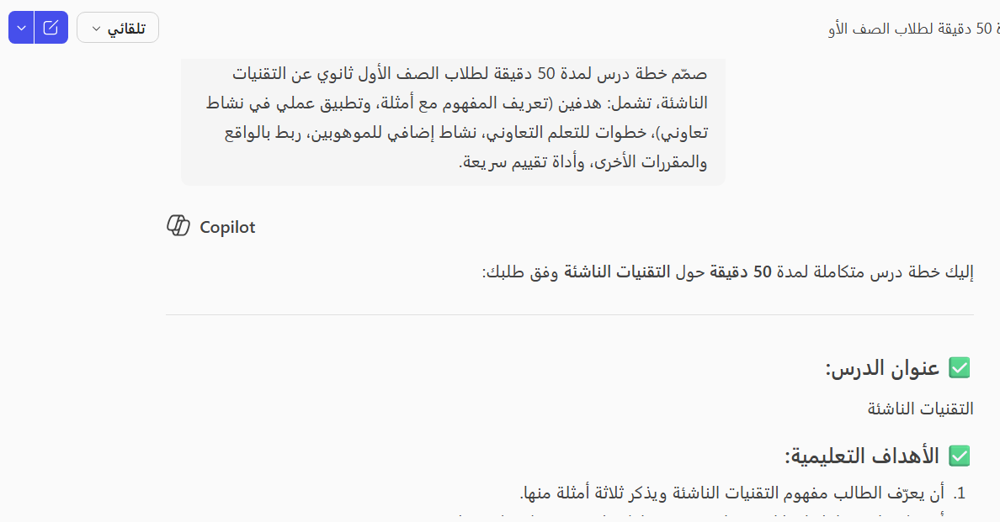 تلقائي
50 دقيقة لطلاب الصف الأو
صمّم خطة درس لمدة 50 دقيقة لطلاب الصف الأول ثانوي عن التقنيات
الناشئة، تشمل: هدفين (تعريف المفهوم مع أمثلة، وتطبيق عملي في نشاط
تعاوني)، خطوات للتعلم التعاوني، نشاط إضافي للموهوبين، ربط بالواقع
والمقررات الأخرى، وأداة تقييم سريعة.
Copilot
إليك خطة درس متكاملة لمدة 50 دقيقة حول التقنيات الناشئة وفق طلبك:
عنوان الدرس:
التقنيات الناشئة
الأهداف التعليمية:
1. أن يعرّف الطالب مفهوم التقنيات الناشئة ويذكر ثلاثة أمثلة منها.